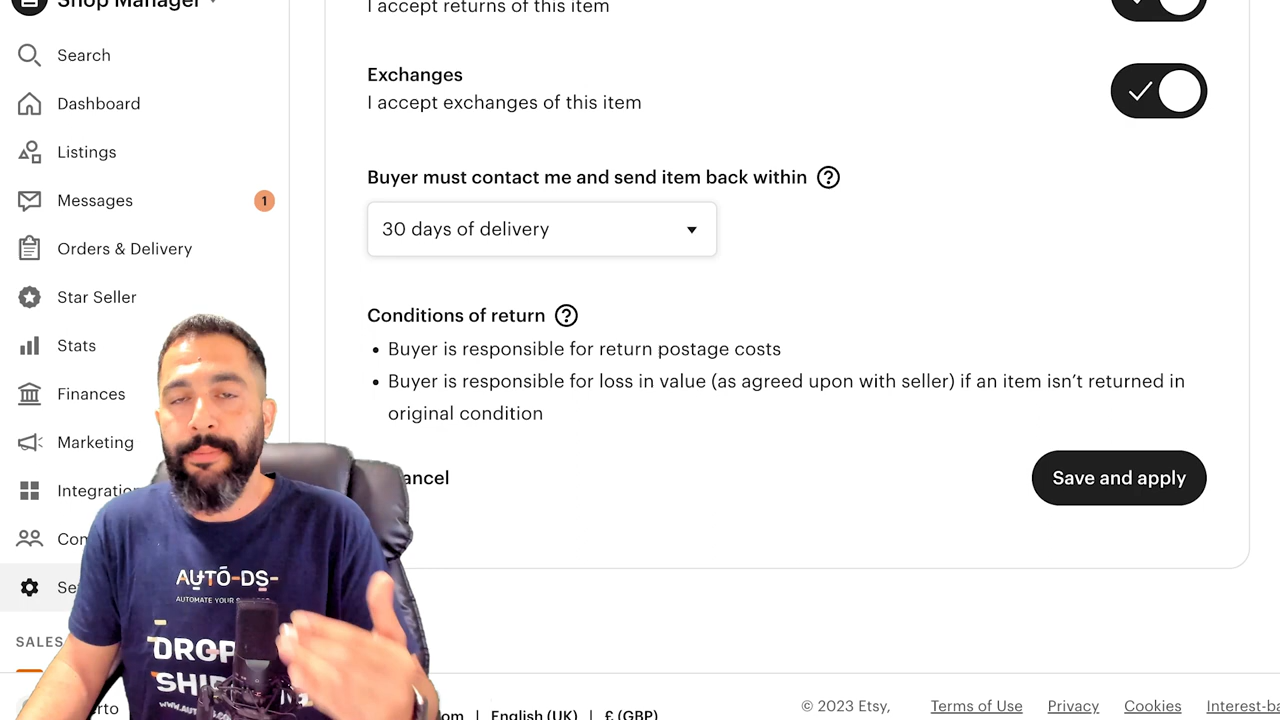 Shop Manager
Search
Dashboard
Listings
Messages
1
Orders & Delivery
Star Seller
Stats
Finances
Marketing
SALES
I accept returns of this item
Exchanges
I accept exchanges of this item
Buyer must contact me and send item back within
30 days of delivery
Conditions of return
• Buyer is responsible for return postage costs
• Buyer is responsible for loss in value (as agreed upon with seller) if an item isn’t returned in
original condition
ancel
Save and apply
AUTO-DS-
AUTOMATE YOUR
DROP
SHI
English (UK) | £ (GBP)
© 2023 Etsy,
Terms of Use
Privacy
Cookies